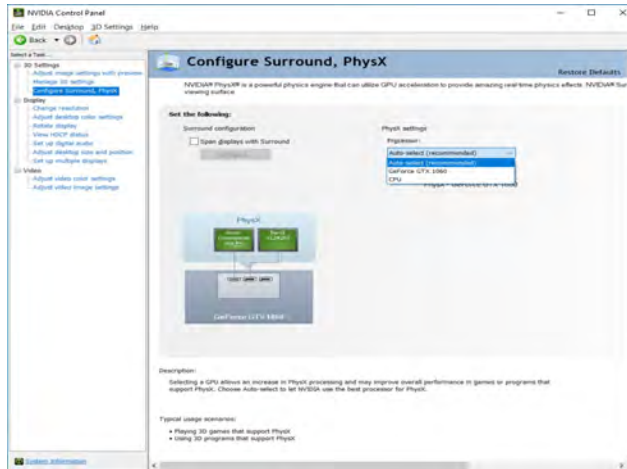 NVIDIA Control Panel
File Edit Desktop 3D Settings Help
Back
Select a Task...
3D Settings
Adjust image settings with preview
Manage 3D settings
Configure Surround, PhysX
Display
Change resolution
Adjust desktop color settings
Rotate display
View HDCP status
Set up digital audio
Adjust desktop size and position
Set up multiple displays
Video
Adjust video color settings
Adjust video image settings
System Information
Configure Surround, PhysX
Restore Defaults
NVIDIA® PhysX® is a powerful physics engine that can utilize GPU acceleration to provide amazing real-time physics effects. NVIDIA® Sur
viewing surface
Set the following:
Surround configuration
Span displays with Surround
PhysX settings
Processor:
Auto-select (recommended)
Auto-select (recommended)
GeForce GTX 1060
CPU
PhysX
GeForce GTX 1060
Description:
Selecting a GPU allows an increase in PhysX processing and may improve overall performance in games or programs that
support PhysX. Choose Auto-select to let NVIDIA use the best processor for PhysX.
Typical usage scenarios:
• Playing 3D games that support PhysX
• Using 3D programs that support PhysX